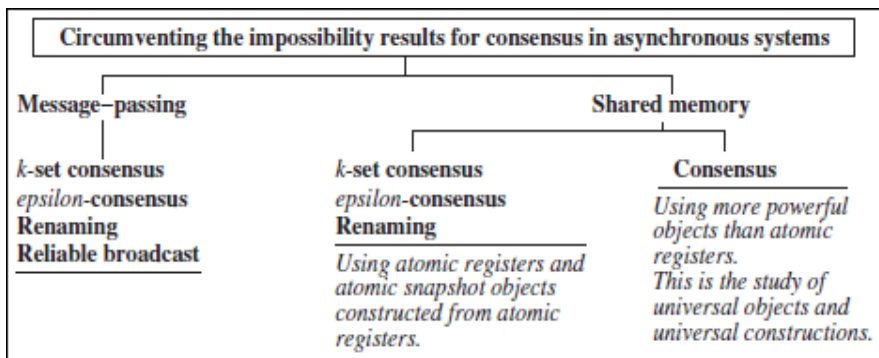 Circumventing the impossibility results for consensus in asynchronous systems
Message−passing
k-set consensus
epsilon-consensus
Renaming
Reliable broadcast
Shared memory
k-set consensus
epsilon-consensus
Renaming
Using atomic registers and
atomic snapshot objects
constructed from atomic
registers.
Consensus
Using more powerful
objects than atomic
registers.
This is the study of
universal objects and
universal constructions.